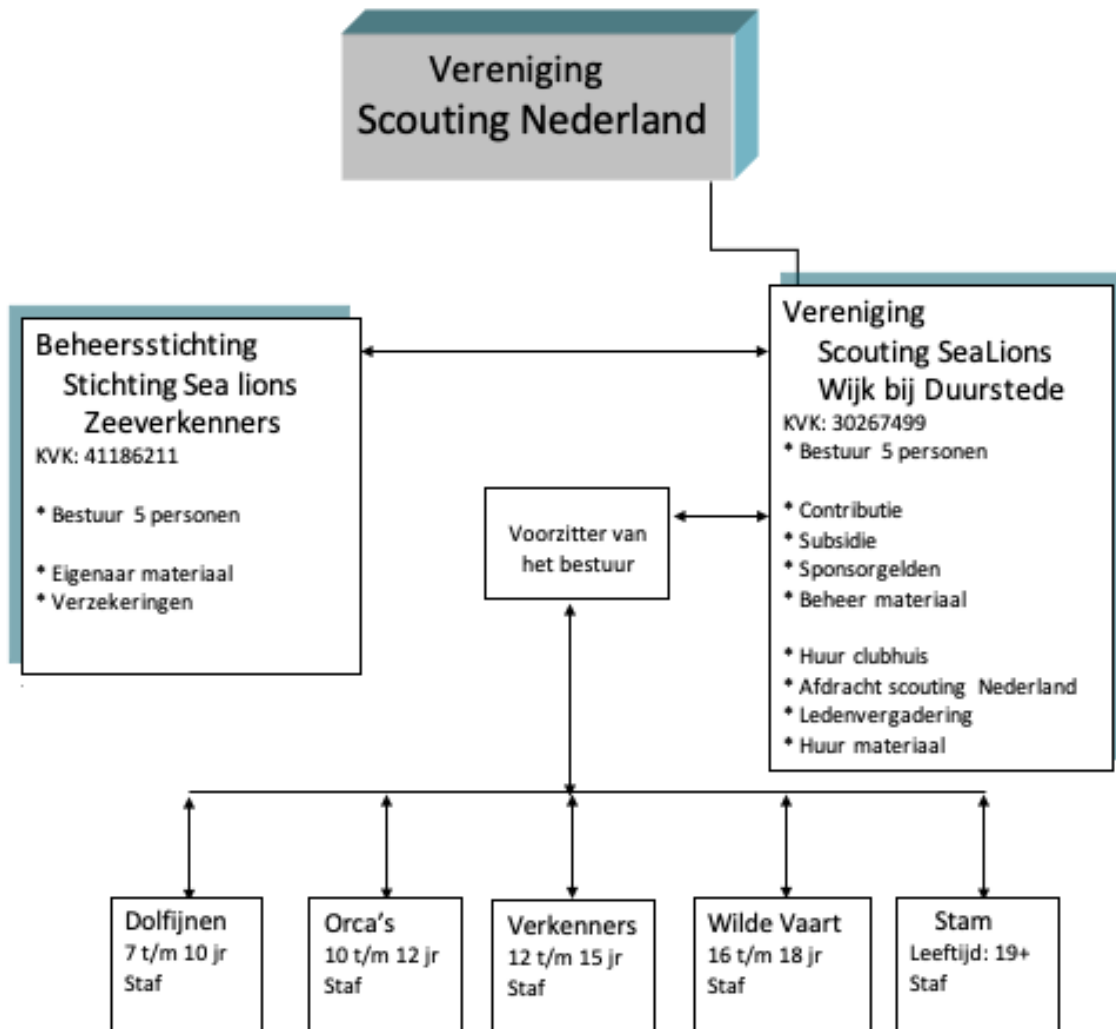 Vereniging
Scouting Nederland
Beheersstichting
Stichting Sea lions
Zeeverkenners
KVK: 41186211
* Bestuur 5 personen
* Eigenaar materiaal
* Verzekeringen
Vereniging
Scouting SeaLions
Wijk bij Duurstede
KVK: 30267499
* Bestuur 5 personen
* Contributie
* Subsidie
* Sponsorgelden
* Beheer materiaal
* Huur clubhuis
* Afdracht scouting Nederland
* Ledenvergadering
* Huur materiaal
Voorzitter van
het bestuur
Dolfijnen
7 t/m 10 jr
Staf
Orca's
10 t/m 12 jr
Staf
Verkenners
12 t/m 15 jr
Staf
Wilde Vaart
16 t/m 18 jr
Staf
Stam
Leeftijd: 19+
Staf